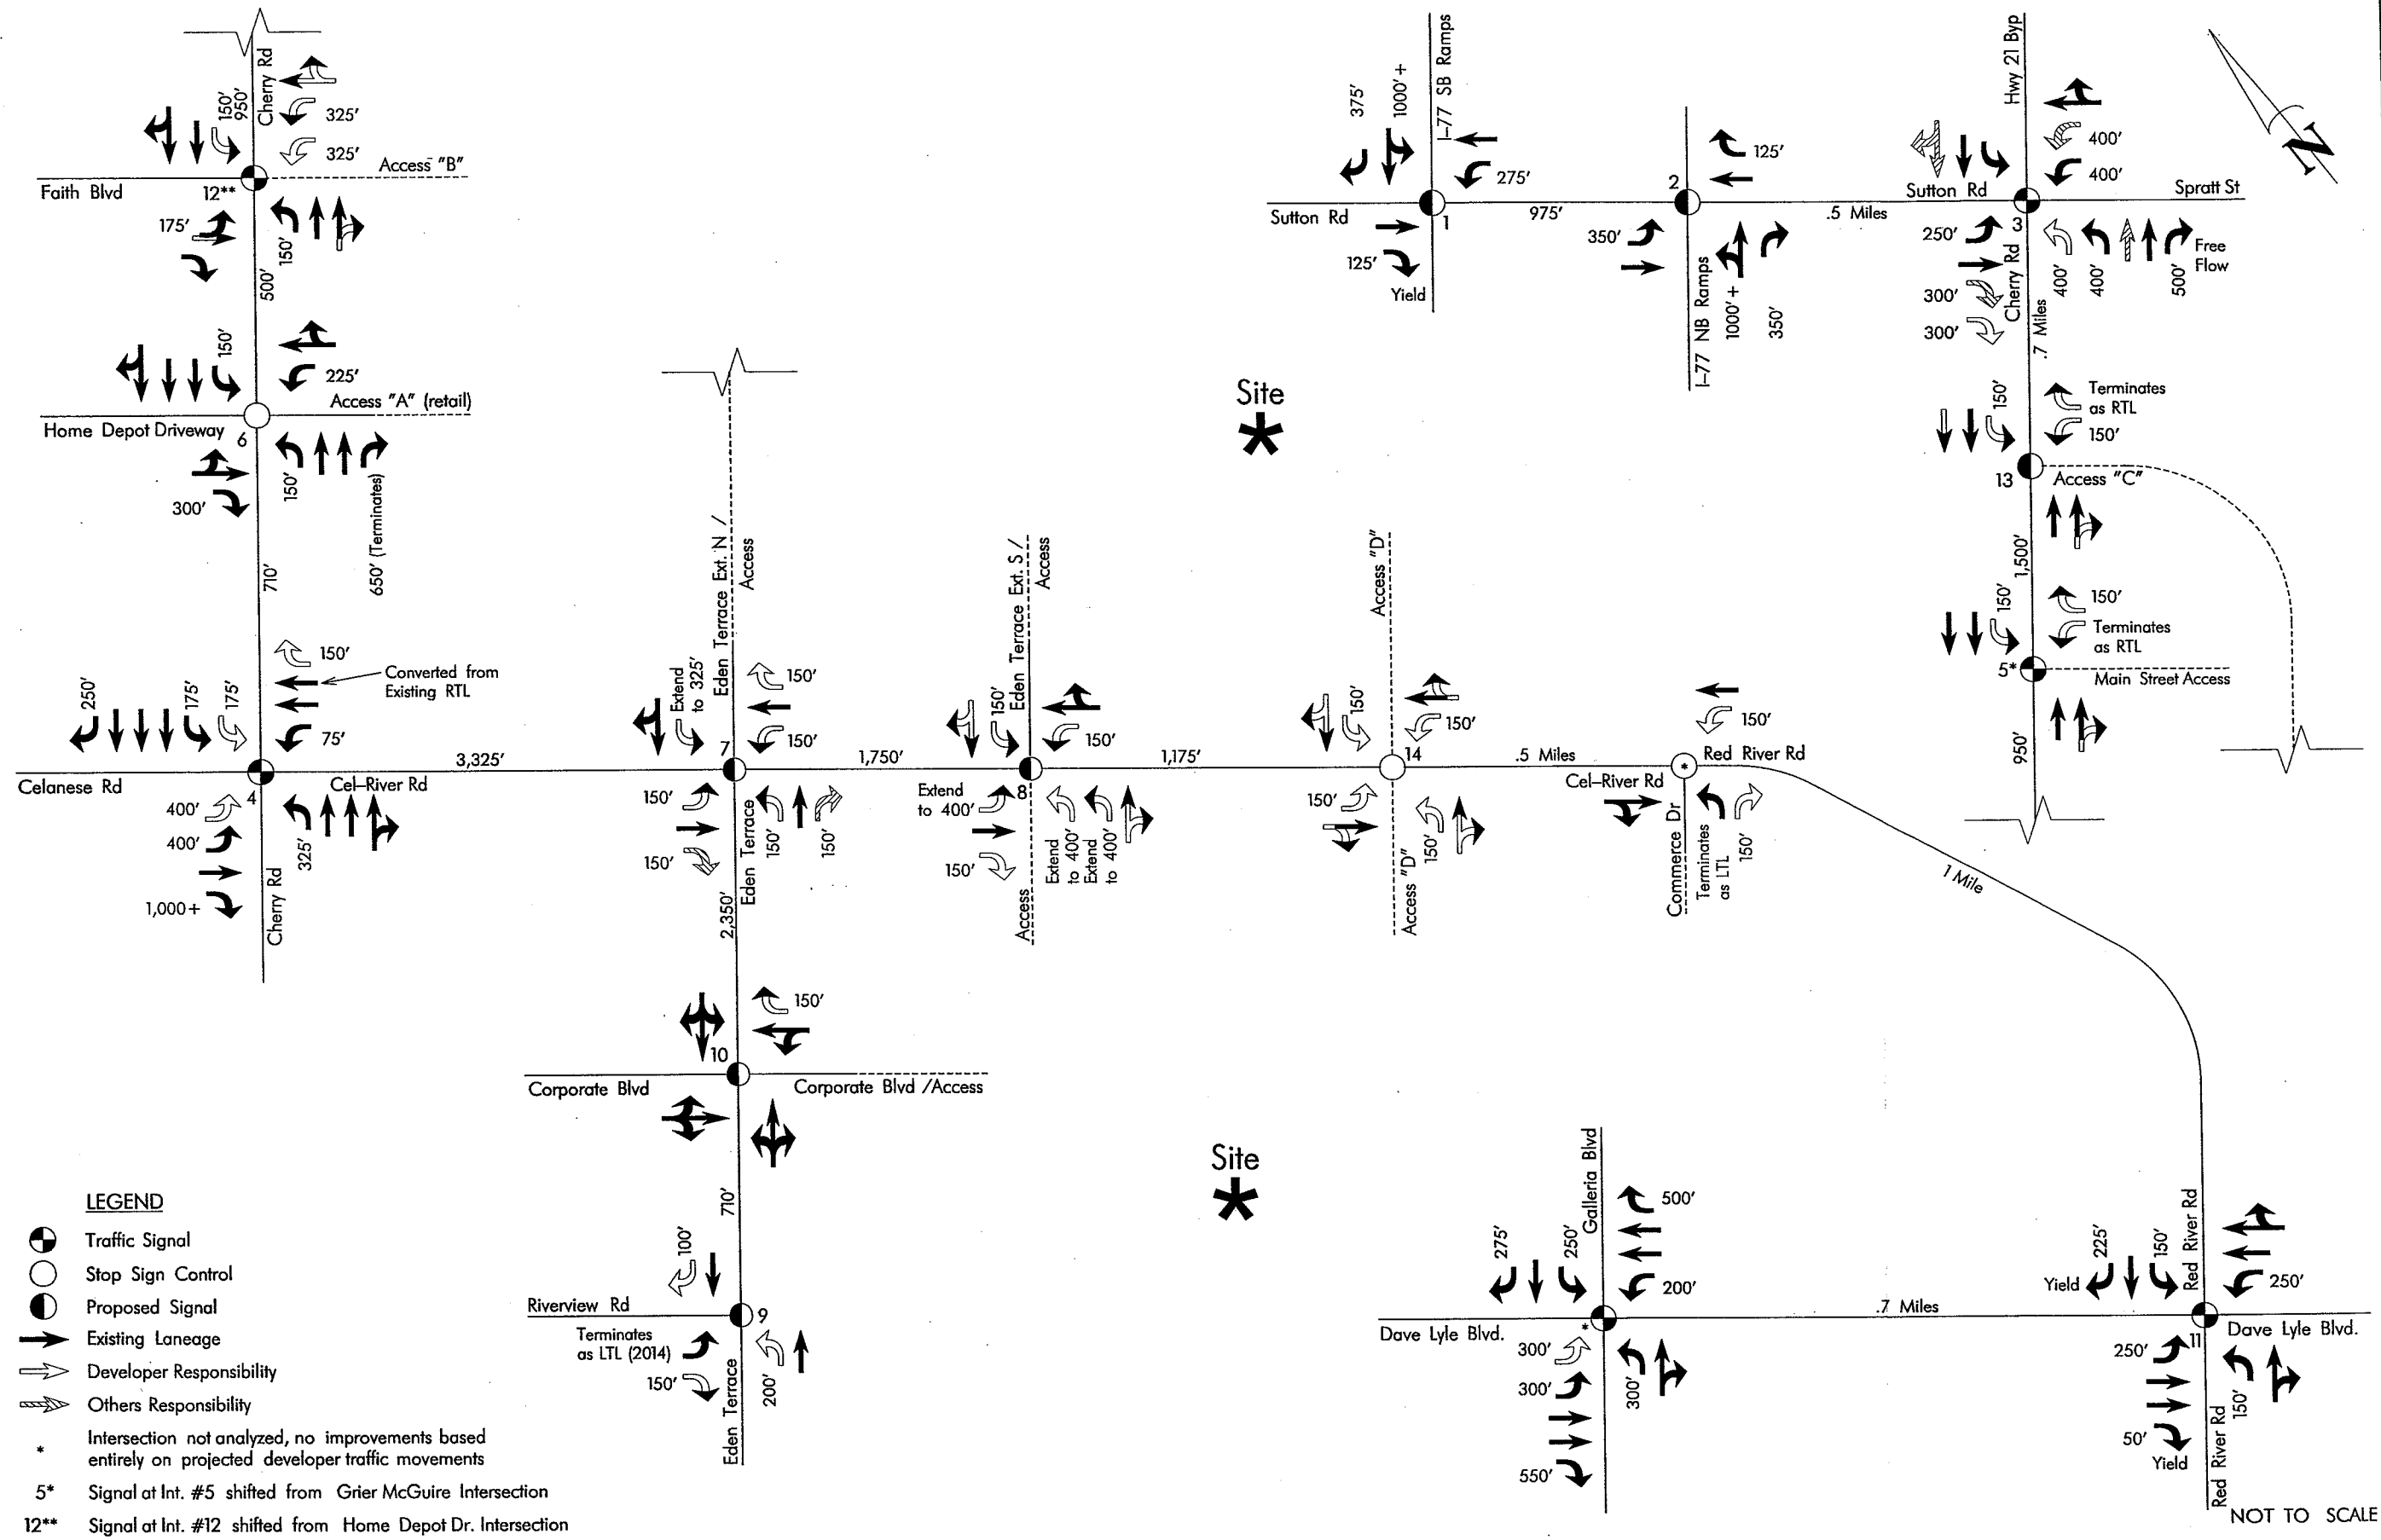 Cherry Rd
150'
950'
325'
325'
Access "B"
Faith Blvd
12**
175'
150'
500'
150'
225'
Access "A" (retail)
Home Depot Driveway
6
300'
150'
650' (Terminates)
710'
150'
Converted from
Existing RTL
250'
175'
175'
75'
3,325'
Celanese Rd
4
Cel-River Rd
400'
400'
325'
1,000+
Cherry Rd
Eden Terrace Ext. N /
Access
Extend
to 325'
150'
150'
7
1,750'
150'
150'
150'
150'
Eden Terrace
2,350'
Eden Terrace Ext. S /
Access
150'
150'
1,175'
Extend
to 400'
8
150'
Access
Extend
to 400'
Extend
to 400'
Access "D"
150'
150'
14
.5 Miles
150'
150'
Access "D"
150'
Red River Rd
Cel-River Rd
*
Commerce Dr
Terminates
as LTL
150'
1 Mile
150'
10
Corporate Blvd
Corporate Blvd /Access
710'
100'
Riverview Rd
9
Terminates
as LTL (2014)
150'
200'
Eden Terrace
Site
*
Site
*
375'
1000'+
I-77 SB Ramps
275'
Sutton Rd
1
975'
125'
Yield
2
125'
350'
.5 Miles
I-77 NB Ramps
1000'+
350'
Hwy 21 Byp
400'
400'
Sutton Rd
Spratt St
3
250'
300'
300'
Cherry Rd
.7 Miles
400'
400'
500'
Free
Flow
N
150'
Terminates
as RTL
150'
13
Access "C"
1,500'
150'
150'
Terminates
as RTL
5*
Main Street Access
950'
Galleria Blvd
500'
275'
250'
200'
Dave Lyle Blvd.
*
.7 Miles
300'
300'
300'
550'
Red River Rd
225'
150'
Yield
250'
11
Dave Lyle Blvd.
250'
150'
50'
Yield
Red River Rd
LEGEND
Traffic Signal
Stop Sign Control
Proposed Signal
Existing Laneage
Developer Responsibility
Others Responsibility
* Intersection not analyzed, no improvements based
entirely on projected developer traffic movements
5* Signal at Int. #5 shifted from Grier McGuire Intersection
12** Signal at Int. #12 shifted from Home Depot Dr. Intersection
NOT TO SCALE